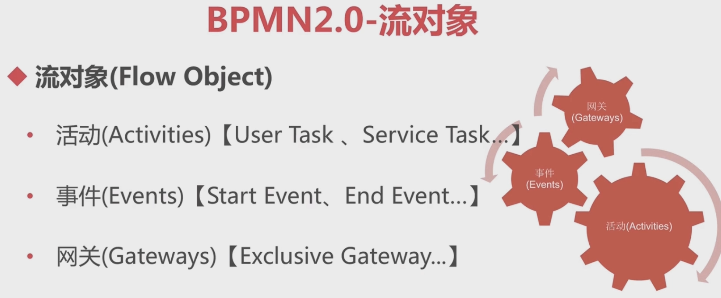 BPMN2.0-流对象
流对象(Flow Object)
活动(Activities)【User Task 、Service Task...】
事件(Events)【Start Event、End Event...】
网关(Gateways)【Exclusive Gateway...】
网关
(Gateways)
事件
(Events)
活动(Activities)